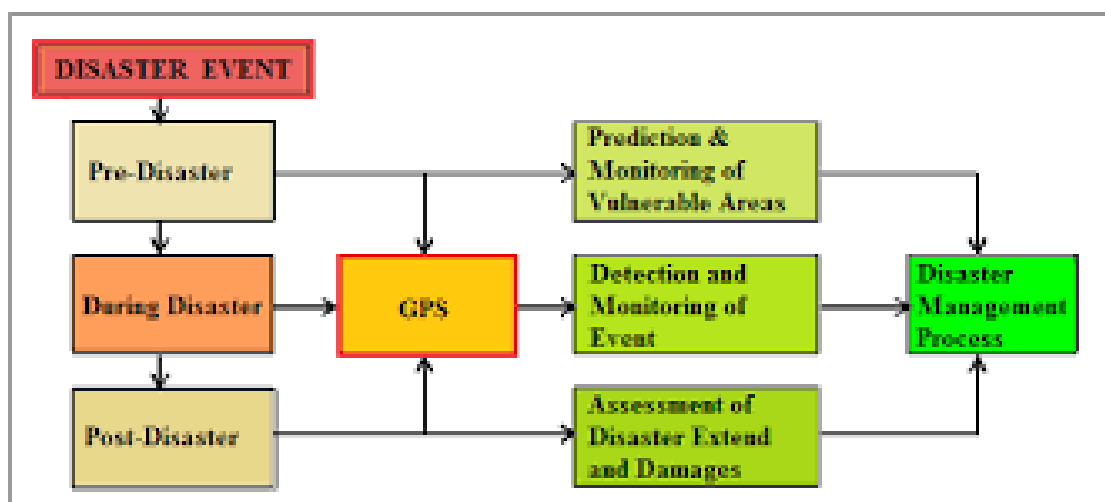 DISASTER EVENT
Pre-Disaster
Prediction &
Monitoring of
Vulnerable Areas
During Disaster
GPS
Detection and
Monitoring of
Event
Disaster
Management
Process
Post-Disaster
Assessment of
Disaster Extend
and Damages